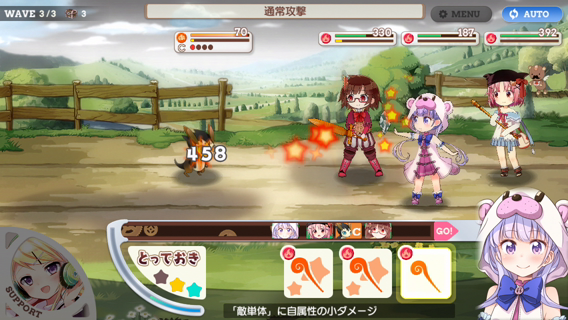 WAVE 3/3 3
通常攻撃
MENU
AUTO
70
C
330
187
392
458
C
GO!
とっておき
SUPPORT
「敵単体」に自属性の小ダメージ